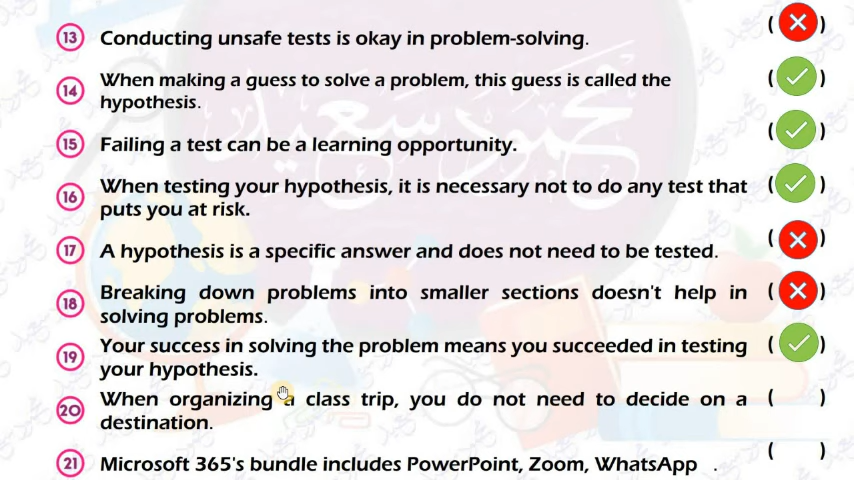 13 Conducting unsafe tests is okay in problem-solving. ( )
14 When making a guess to solve a problem, this guess is called the ( )
hypothesis.
15 Failing a test can be a learning opportunity. ( )
16 When testing your hypothesis, it is necessary not to do any test that ( )
puts you at risk.
17 A hypothesis is a specific answer and does not need to be tested. ( )
18 Breaking down problems into smaller sections doesn't help in ( )
solving problems.
19 Your success in solving the problem means you succeeded in testing ( )
your hypothesis.
20 When organizing a class trip, you do not need to decide on a ( )
destination.
21 Microsoft 365's bundle includes PowerPoint, Zoom, WhatsApp . ( )
محمود سعيد